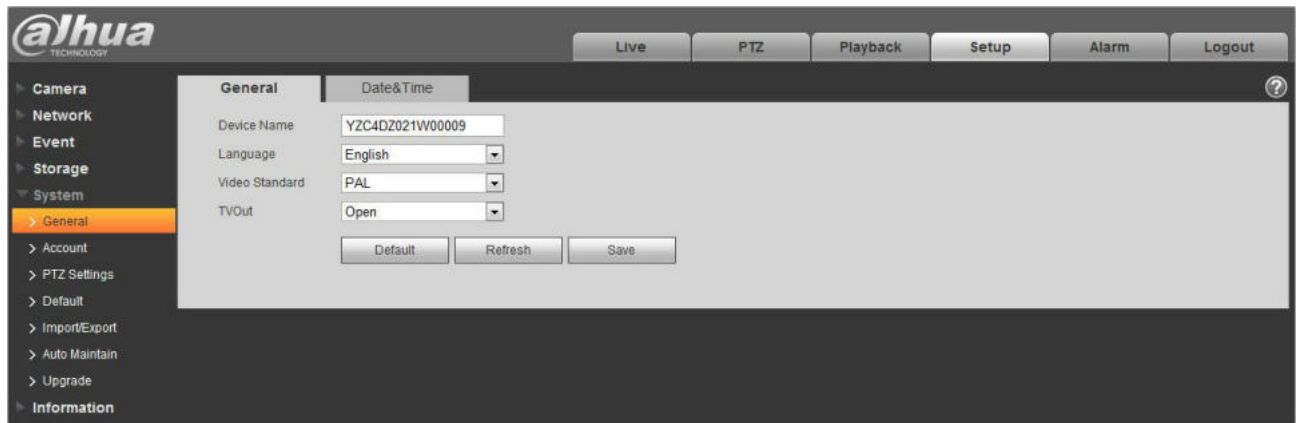 alhua
TECHNOLOGY
Live PTZ Playback Setup Alarm Logout
Camera
Network
Event
Storage
System
> General
> Account
> PTZ Settings
> Default
> Import/Export
> Auto Maintain
> Upgrade
Information
General Date&Time ?
Device Name YZC4DZ021W00009
Language English
Video Standard PAL
TVOut Open
Default Refresh Save